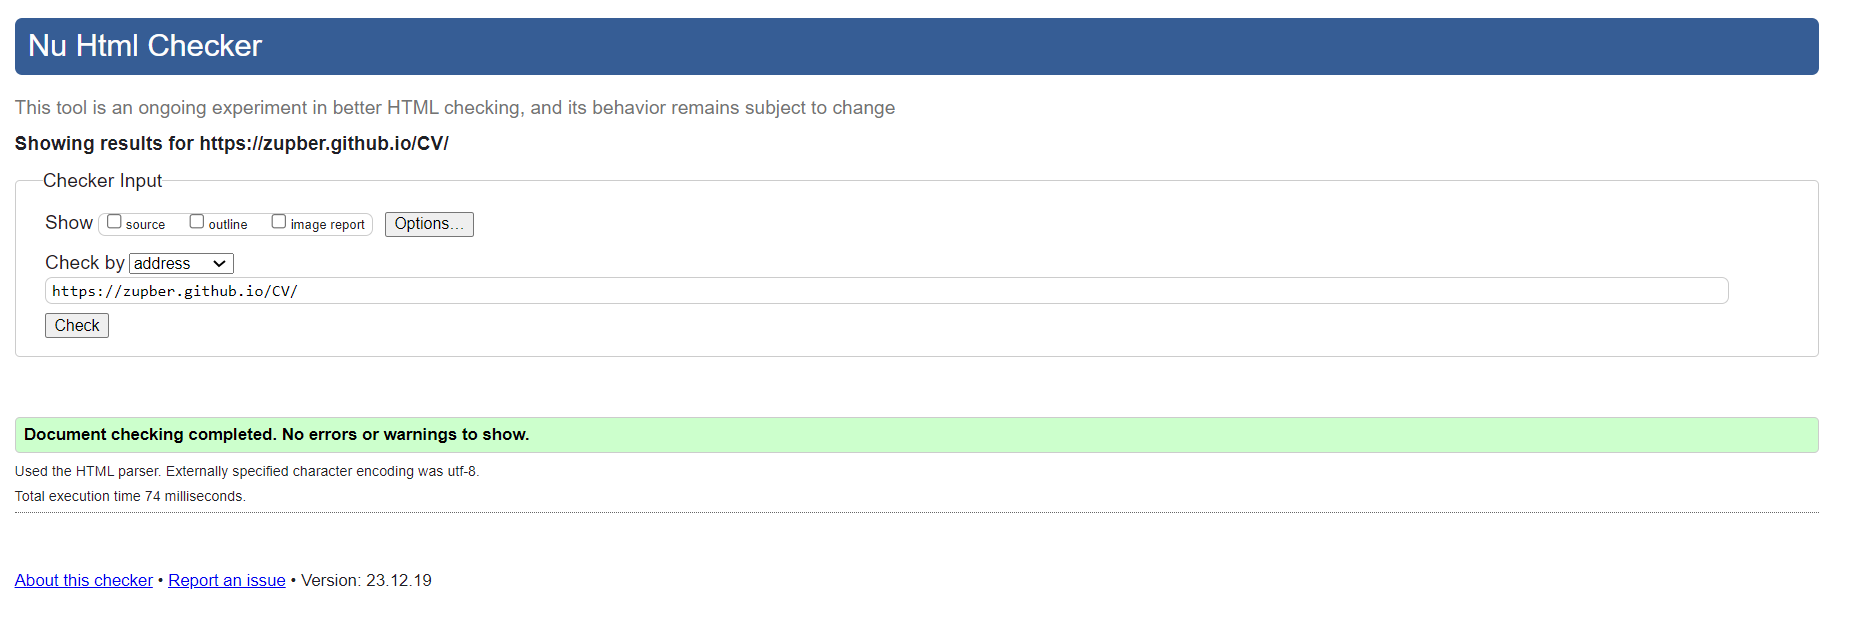 Nu Html Checker
This tool is an ongoing experiment in better HTML checking, and its behavior remains subject to change
Showing results for https://zupber.github.io/CV/
Checker Input
Show source outline image report Options...
Check by address
https://zupber.github.io/CV/
Check
Document checking completed. No errors or warnings to show.
Used the HTML parser. Externally specified character encoding was utf-8.
Total execution time 74 milliseconds.
About this checker • Report an issue • Version: 23.12.19